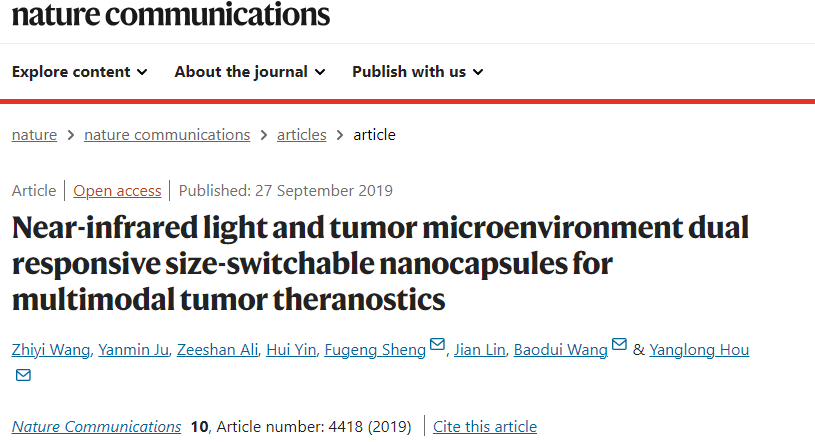 nature communications
Explore content About the journal Publish with us
nature > nature communications > articles > article
Article | Open access | Published: 27 September 2019
Near-infrared light and tumor microenvironment dual
responsive size-switchable nanocapsules for
multimodal tumor theranostics
Zhiyi Wang, Yanmin Ju, Zeeshan Ali, Hui Yin, Fugeng Sheng, Jian Lin, Baodui Wang & Yanglong Hou
Nature Communications 10, Article number: 4418 (2019) | Cite this article